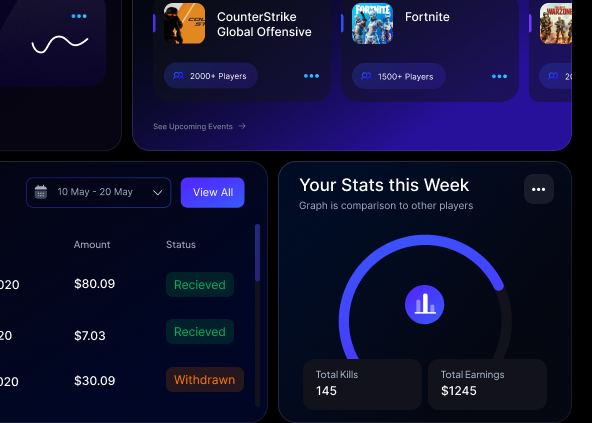 CounterStrike
Global Offensive
2000+ Players
Fortnite
FORTNITE
1500+ Players
WARZONE
20
See Upcoming Events
10 May - 20 May
View All
Amount
Status
020
$80.09
Recieved
20
$7.03
Recieved
020
$30.09
Withdrawn
Your Stats this Week
Graph is comparison to other players
Total Kills
145
Total Earnings
$1245